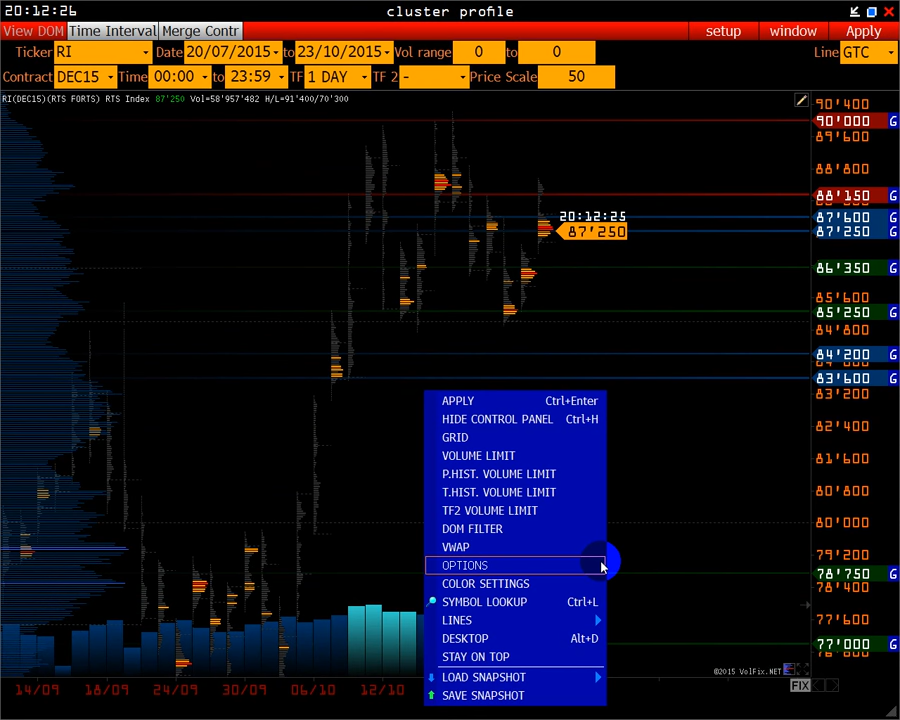 20:12:26
cluster profile
View DOM Time Interval Merge Contr
setup window Apply
Ticker RI Date 20/07/2015 to 23/10/2015 Vol range 0 to 0 Line GTC
Contract DEC15 Time 00:00 to 23:59 TF 1 DAY TF 2 - Price Scale 50
RI(DEC15)(RTS FORTS) RTS Index 87'250 Vol=58'957'482 H/L=91'400/70'300
90'400
90'000 G
89'600
88'800
88'150 G
87'600 G
20:12:25
87'250
87'250 G
86'350 G
85'600
85'250 G
84'800
84'200 G
83'600 G
83'200
82'400
81'600
80'800
80'000
79'200
78'750 G
78'400
77'600
77'000 G
APPLY Ctrl+Enter
HIDE CONTROL PANEL Ctrl+H
GRID
VOLUME LIMIT
P.HIST. VOLUME LIMIT
T.HIST. VOLUME LIMIT
TF2 VOLUME LIMIT
DOM FILTER
VWAP
OPTIONS
COLOR SETTINGS
SYMBOL LOOKUP Ctrl+L
LINES
DESKTOP Alt+D
STAY ON TOP
LOAD SNAPSHOT
SAVE SNAPSHOT
©2015 VolFix.NET
FIX
14/09 18/09 24/09 30/09 06/10 12/10